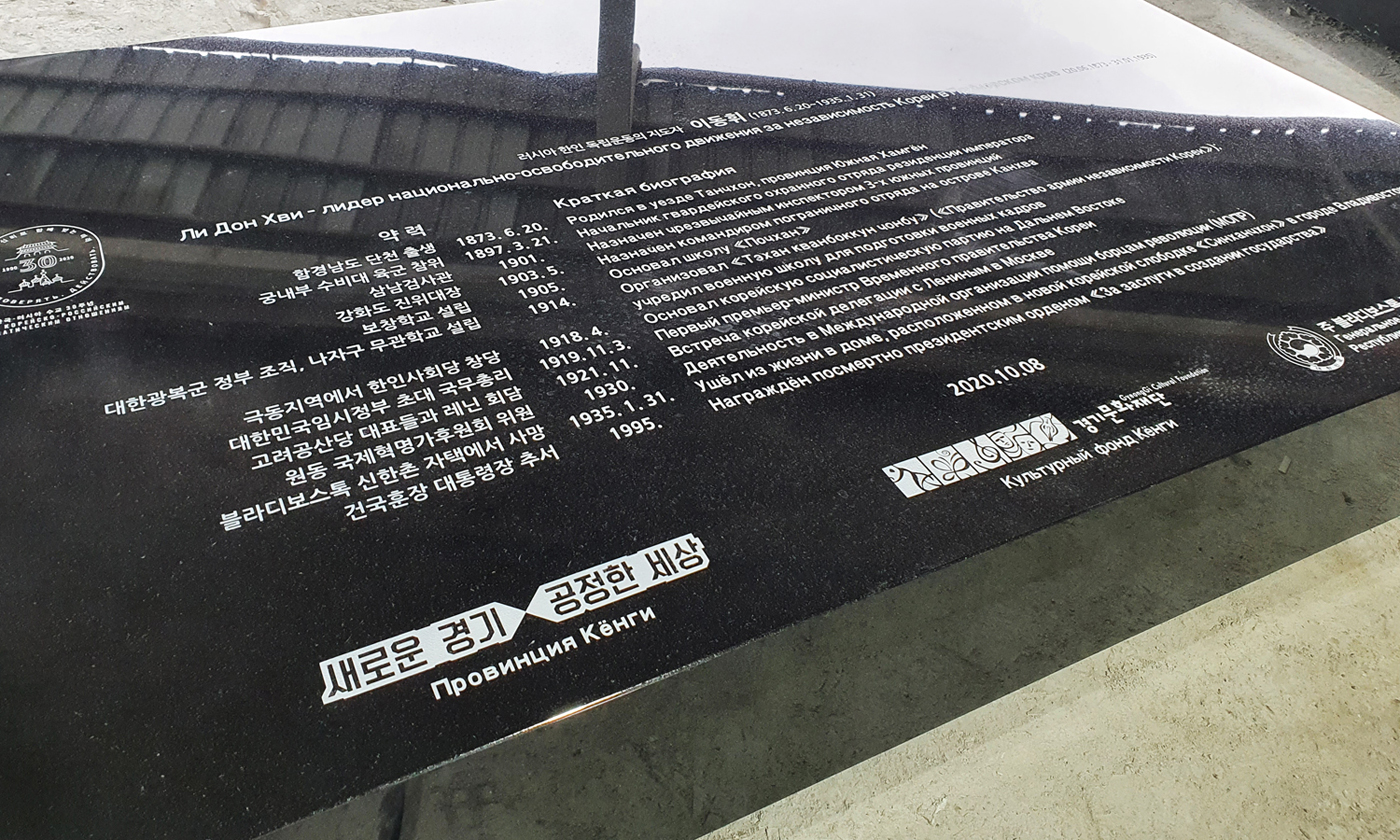 러시아 한인 독립운동의 지도자 이동휘 (1873.6.20~1935.1.31)
Ли Дон Хви – лидер национально-освободительного движения за независимость Кореи в
약 력
Краткая биография
함경남도 단천 출생 1873.6.20. Родился в уезде Танчхон, провинция Южная Хамгён
궁내부 수비대 육군 참위 1897.3.21. Начальник гвардейского охранного отряда резиденции императора
삼남검사관 1901. Назначен чрезвычайным инспектором 3-х южных провинций
강화도 진위대장 1903.5. Назначен командиром пограничного отряда на острове Канхва
보창학교 설립 1905. Основал школу 《Почхан》
대한광복군 정부 조직, 나자구 무관학교 설립 1914. Организовал 《Тэхан кванбоккун чонбу》 (《Правительство армии независимости Кореи》);
учредил военную школу для подготовки военных кадров
극동지역에서 한인사회당 창당 1918.4. Основал корейскую социалистическую партию на Дальнем Востоке
대한민국임시정부 초대 국무총리 1919.11.3. Первый премьер-министр Временного правительства Кореи
고려공산당 대표들과 레닌 회담 1921.11. Встреча корейской делегации с Лениным в Москве
원동 국제혁명가후원회 위원 1930. Деятельность в Международной организации помощи борцам революции (МОПР)
블라디보스톡 신한촌 자택에서 사망 1935.1.31. Ушёл из жизни в доме, расположенном в новой корейской слободке 《Синханчхон》 в городе
건국훈장 대통령장 추서 1995. Награждён посмертно президентским орденом 《За заслуги в создании государства》
2020.10.08
30
GyeongGi Cultural Foundation
경기문화재단
Культурный фонд Кёнги
새로운 경기 공정한 세상
Провинция Кёнги